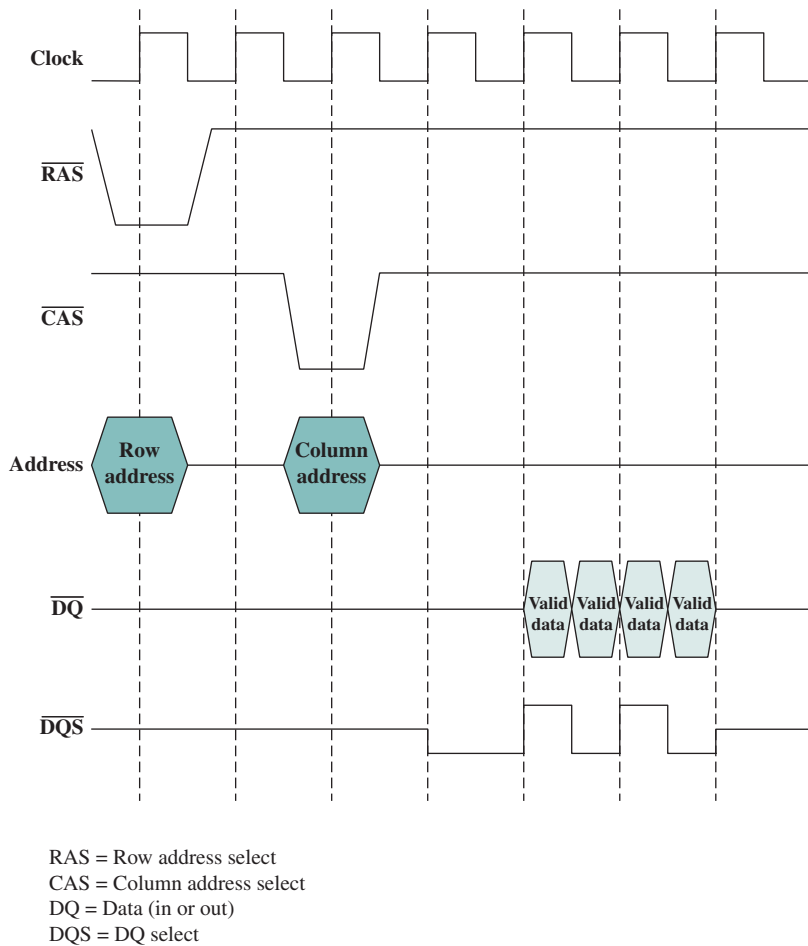 Clock
RAS
CAS
Row
address
Column
address
Address
Valid
data
Valid
data
Valid
data
Valid
data
DQ
DQS
RAS = Row address select
CAS = Column address select
DQ = Data (in or out)
DQS = DQ select